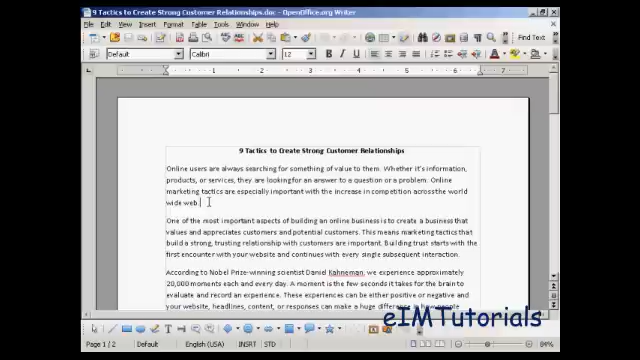 9 Tactics to Create Strong Customer Relationships.doc - OpenOffice.org Writer
File Edit View Insert Format Table Tools Window Help
Find Text
Default Calibri 12
1 1 2 3 4 5 6 7
9 Tactics to Create Strong Customer Relationships
Online users are always searching for something of value to them. Whether it's information,
products, or services, they are looking for an answer to a question or a problem. Online
marketing tactics are especially important with the increase in competition across the world
wide web.
One of the most important aspects of building an online business is to create a business that
values and appreciates customers and potential customers. This means marketing tactics that
build a strong, trusting relationship with customers are important. Building trust starts with the
first encounter with your website and continues with every single subsequent interaction.
According to Nobel Prize-winning scientist Daniel Kahneman, we experience approximately
20,000 moments each and every day. A moment is the few seconds it takes for the brain to
evaluate and record an experience. These experiences can be either positive or negative and
your website, headlines, content, or responses can make a huge difference in how people
eIMTutorials
Page 1 / 2 Default INSRT STD 84%